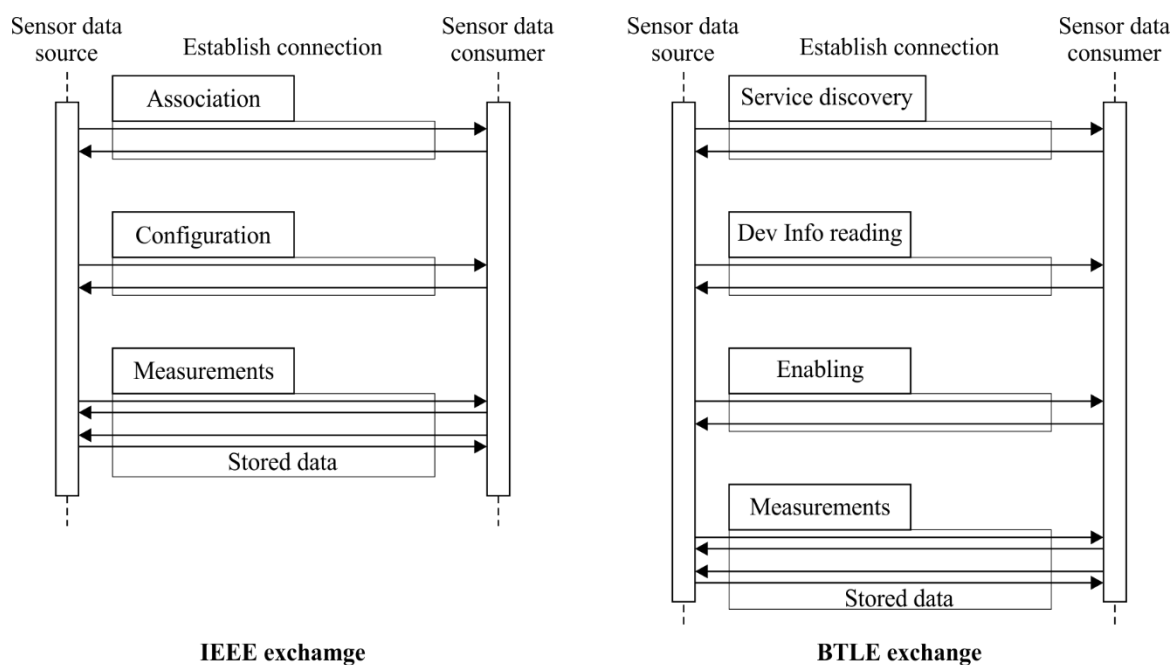 Sensor data
source
Establish connection
Sensor data
consumer
Association
Configuration
Measurements
Stored data
IEEE exchamge
Sensor data
source
Establish connection
Sensor data
consumer
Service discovery
Dev Info reading
Enabling
Measurements
Stored data
BTLE exchange